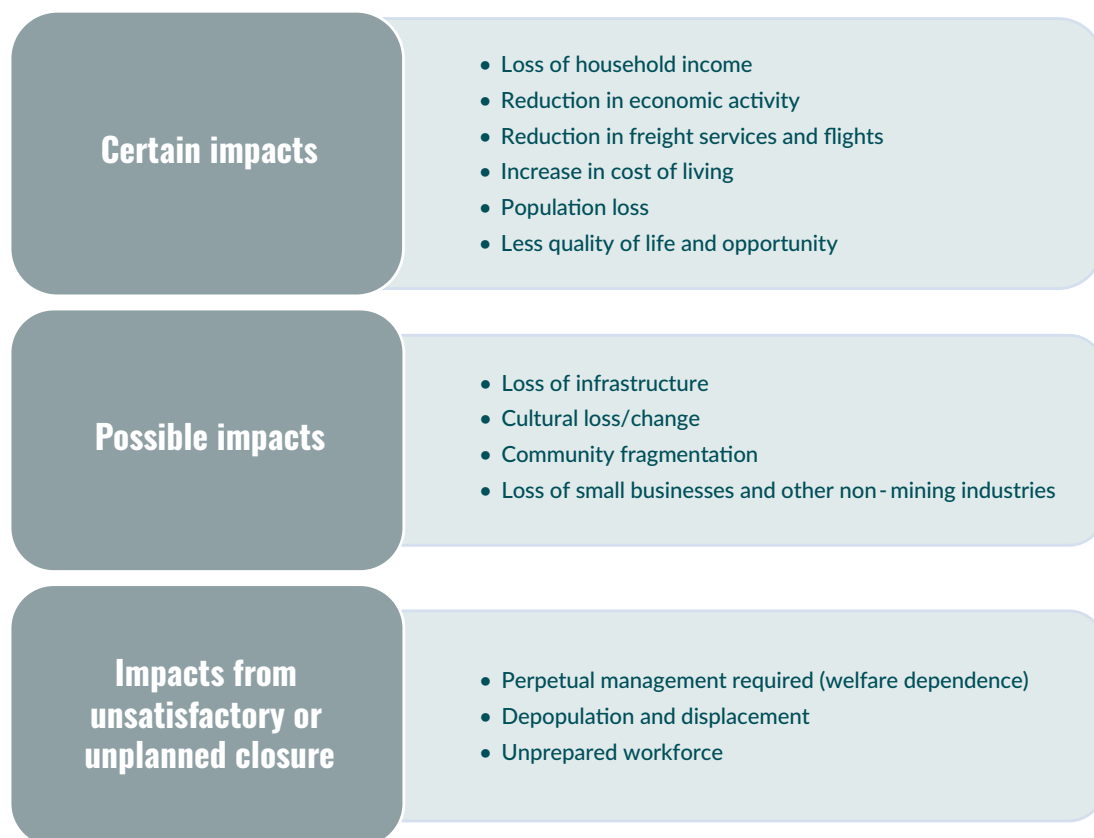 Certain impacts
• Loss of household income
• Reduction in economic activity
• Reduction in freight services and flights
• Increase in cost of living
• Population loss
• Less quality of life and opportunity
Possible impacts
• Loss of infrastructure
• Cultural loss/change
• Community fragmentation
• Loss of small businesses and other non-mining industries
Impacts from
unsatisfactory or
unplanned closure
• Perpetual management required (welfare dependence)
• Depopulation and displacement
• Unprepared workforce